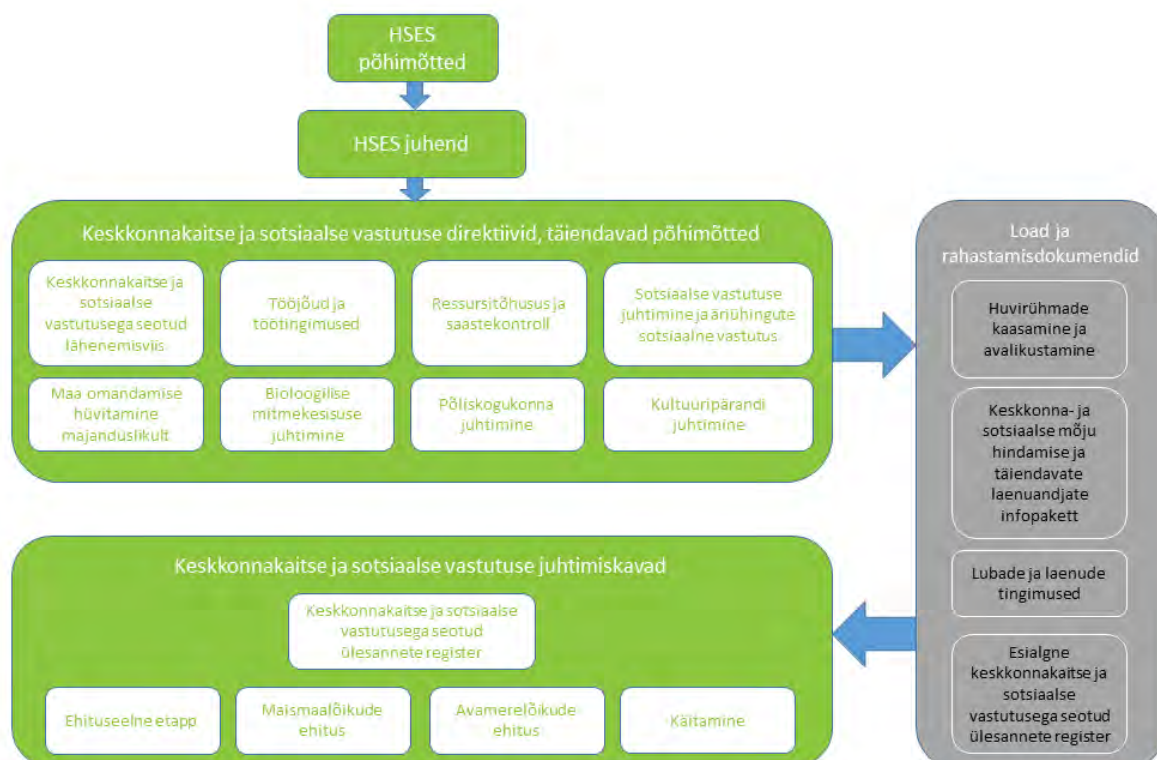 HSES
põhimõtted
HSES juhend
Keskkonnakaitse ja sotsiaalse vastutuse direktiivid, täiendavad põhimõtted
Keskkonnakaitse ja
sotsiaalse
vastutusega seotud
lähenemisviis
Tööjõud ja
töötingimused
Ressursitõhusus ja
saastekontroll
Sotsiaalse vastutuse
juhtimine ja äriühingute
sotsiaalne vastutus
Maa omandamise
hüvitamine
majanduslikult
Bioloogilise
mitmekesisuse
juhtimine
Põliskogukonna
juhtimine
Kultuuripärandi
juhtimine
Load ja
rahastamisdokumendid
Huvirühmade
kaasamine ja
avalikustamine
Keskkonna- ja
sotsiaalse mõju
hindamise ja
täiendavate
laenuandjate
infopakett
Lubade ja laenude
tingimused
Esialgne
keskkonnakaitse ja
sotsiaalse
vastutusega seotud
ülesannete register
Keskkonnakaitse ja sotsiaalse vastutuse juhtimiskavad
Keskkonnakaitse ja sotsiaalse
vastutusega seotud
ülesannete register
Ehituseelne etapp
Maismaalõikude
ehitus
Avamerelõikude
ehitus
Käitamine